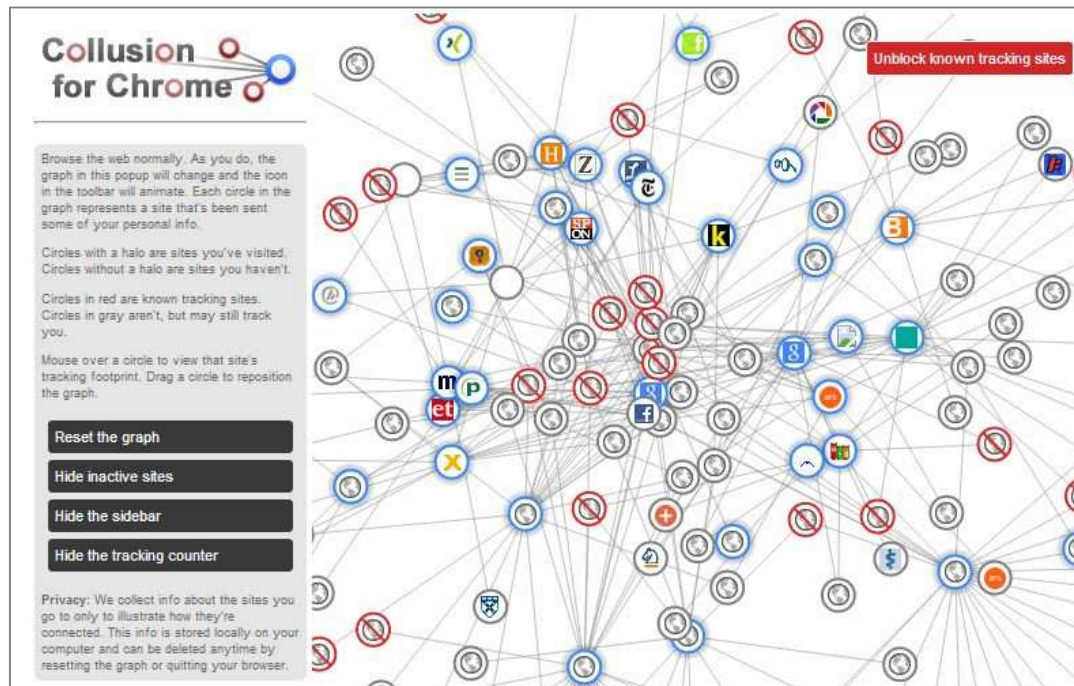 Collusion
for Chrome
Unblock known tracking sites
Browse the web normally. As you do, the
graph in this popup will change and the icon
in the toolbar will animate. Each circle in the
graph represents a site that's been sent
some of your personal info.
Circles with a halo are sites you've visited.
Circles without a halo are sites you haven't.
Circles in red are known tracking sites.
Circles in gray aren't, but may still track
you.
Mouse over a circle to view that site's
tracking footprint. Drag a circle to reposition
the graph.
Reset the graph
Hide inactive sites
Hide the sidebar
Hide the tracking counter
Privacy: We collect info about the sites you
go to only to illustrate how they're
connected. This info is stored locally on your
computer and can be deleted anytime by
resetting the graph or quitting your browser.
H
Z
T
SP
ON
k
B
@
m
p
et
8
8
f
X